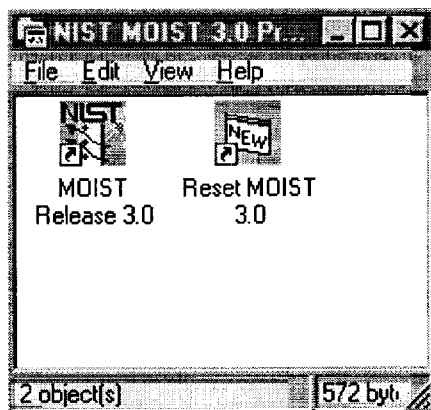 NIST MOIST 3.0 Pr...
File Edit View Help
NIST
NEW
MOIST
Release 3.0
Reset MOIST
3.0
2 object(s)
572 byt